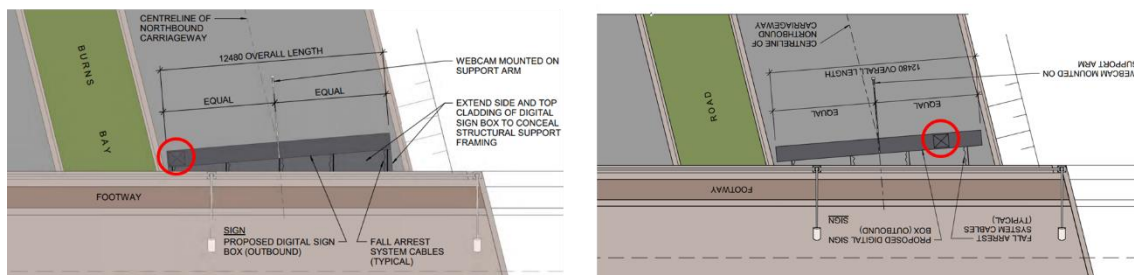 CENTRELINE OF
NORTHBOUND
CARRIAGEWAY
12480 OVERALL LENGTH
WEBCAM MOUNTED ON
SUPPORT ARM
EQUAL
EQUAL
EXTEND SIDE AND TOP
CLADDING OF DIGITAL
SIGN BOX TO CONCEAL
STRUCTURAL SUPPORT
FRAMING
BURNS
BAY
FOOTWAY
SIGN
PROPOSED DIGITAL SIGN
BOX (OUTBOUND)
FALL ARREST
SYSTEM CABLES
(TYPICAL)
CENTRELINE OF
NORTHBOUND
CARRIAGEWAY
12480 OVERALL LENGTH
WEBCAM MOUNTED ON
SUPPORT ARM
EQUAL
EQUAL
ROAD
FOOTWAY
SIGN
PROPOSED DIGITAL SIGN
BOX (OUTBOUND)
FALL ARREST
SYSTEM CABLES
(TYPICAL)